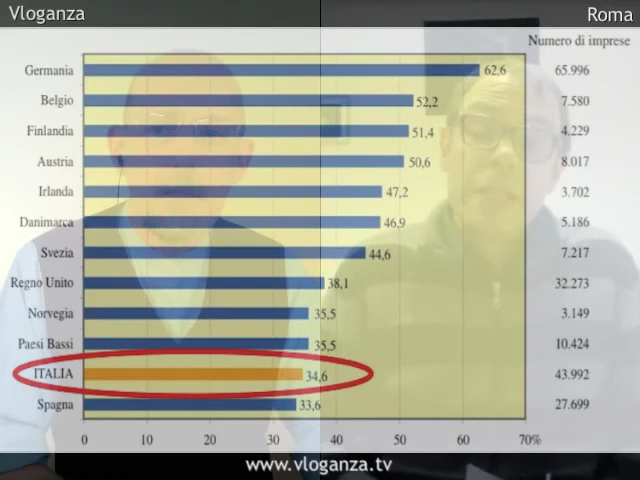 Vloganza Roma
Numero di imprese
Germania 62,6 65.996
Belgio 52,2 7.580
Finlandia 51,4 4.229
Austria 50,6 8.017
Irlanda 47,2 3.702
Danimarca 46,9 5.186
Svezia 44,6 7.217
Regno Unito 38,1 32.273
Norvegia 35,5 3.149
Paesi Bassi 35,5 10.424
ITALIA 34,6 43.992
Spagna 33,6 27.699
0 10 20 30 40 50 60 70%
www.vloganza.tv